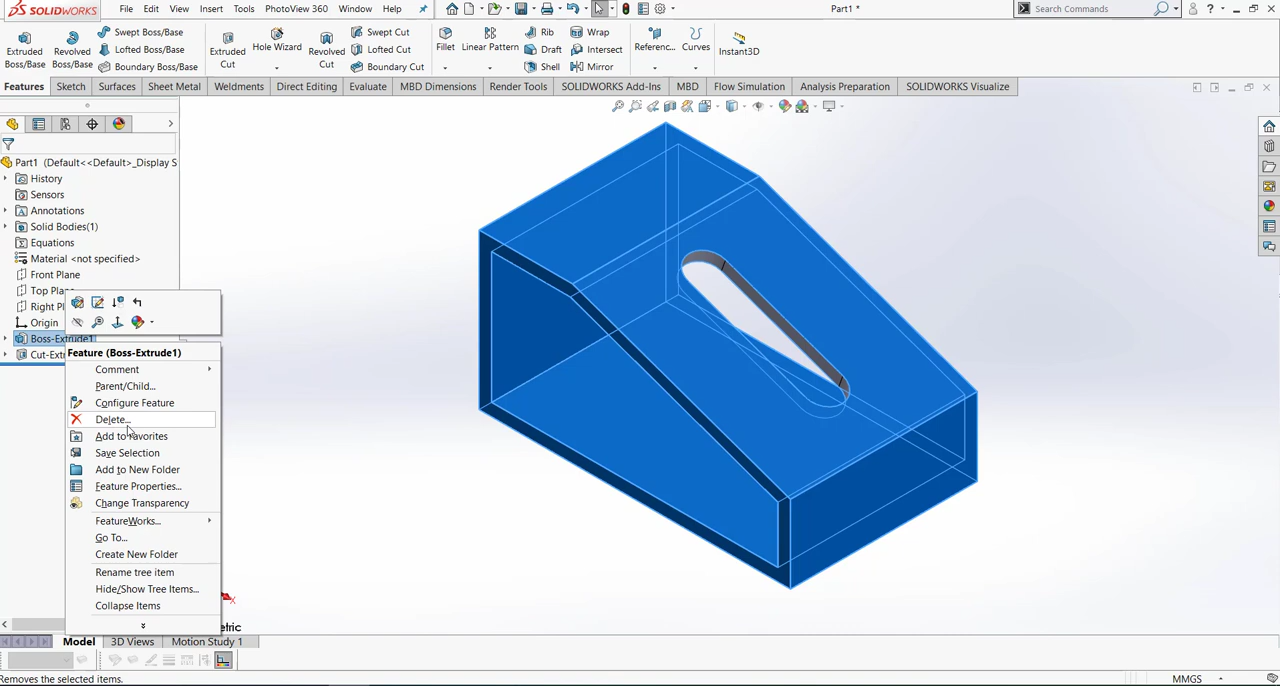 SOLIDWORKS
File Edit View Insert Tools PhotoView 360 Window Help
Part1 *
Search Commands
Extruded Boss/Base
Revolved Boss/Base
Swept Boss/Base
Lofted Boss/Base
Boundary Boss/Base
Extruded Cut
Hole Wizard
Revolved Cut
Swept Cut
Lofted Cut
Boundary Cut
Fillet
Linear Pattern
Rib
Draft
Shell
Wrap
Intersect
Mirror
Referenc...
Curves
Instant3D
Features Sketch Surfaces Sheet Metal Weldments Direct Editing Evaluate MBD Dimensions Render Tools SOLIDWORKS Add-Ins MBD Flow Simulation Analysis Preparation SOLIDWORKS Visualize
Part1 (Default<<Default>_Display S
History
Sensors
Annotations
Solid Bodies(1)
Equations
Material <not specified>
Front Plane
Top Plane
Right Pl
Origin
Boss-Extrude1
Cut-Extr
Feature (Boss-Extrude1)
Comment
Parent/Child...
Configure Feature
Delete...
Add to Favorites
Save Selection
Add to New Folder
Feature Properties...
Change Transparency
FeatureWorks...
Go To...
Create New Folder
Rename tree item
Hide/Show Tree Items...
Collapse Items
etric
Model 3D Views Motion Study 1
Removes the selected items.
MMGS